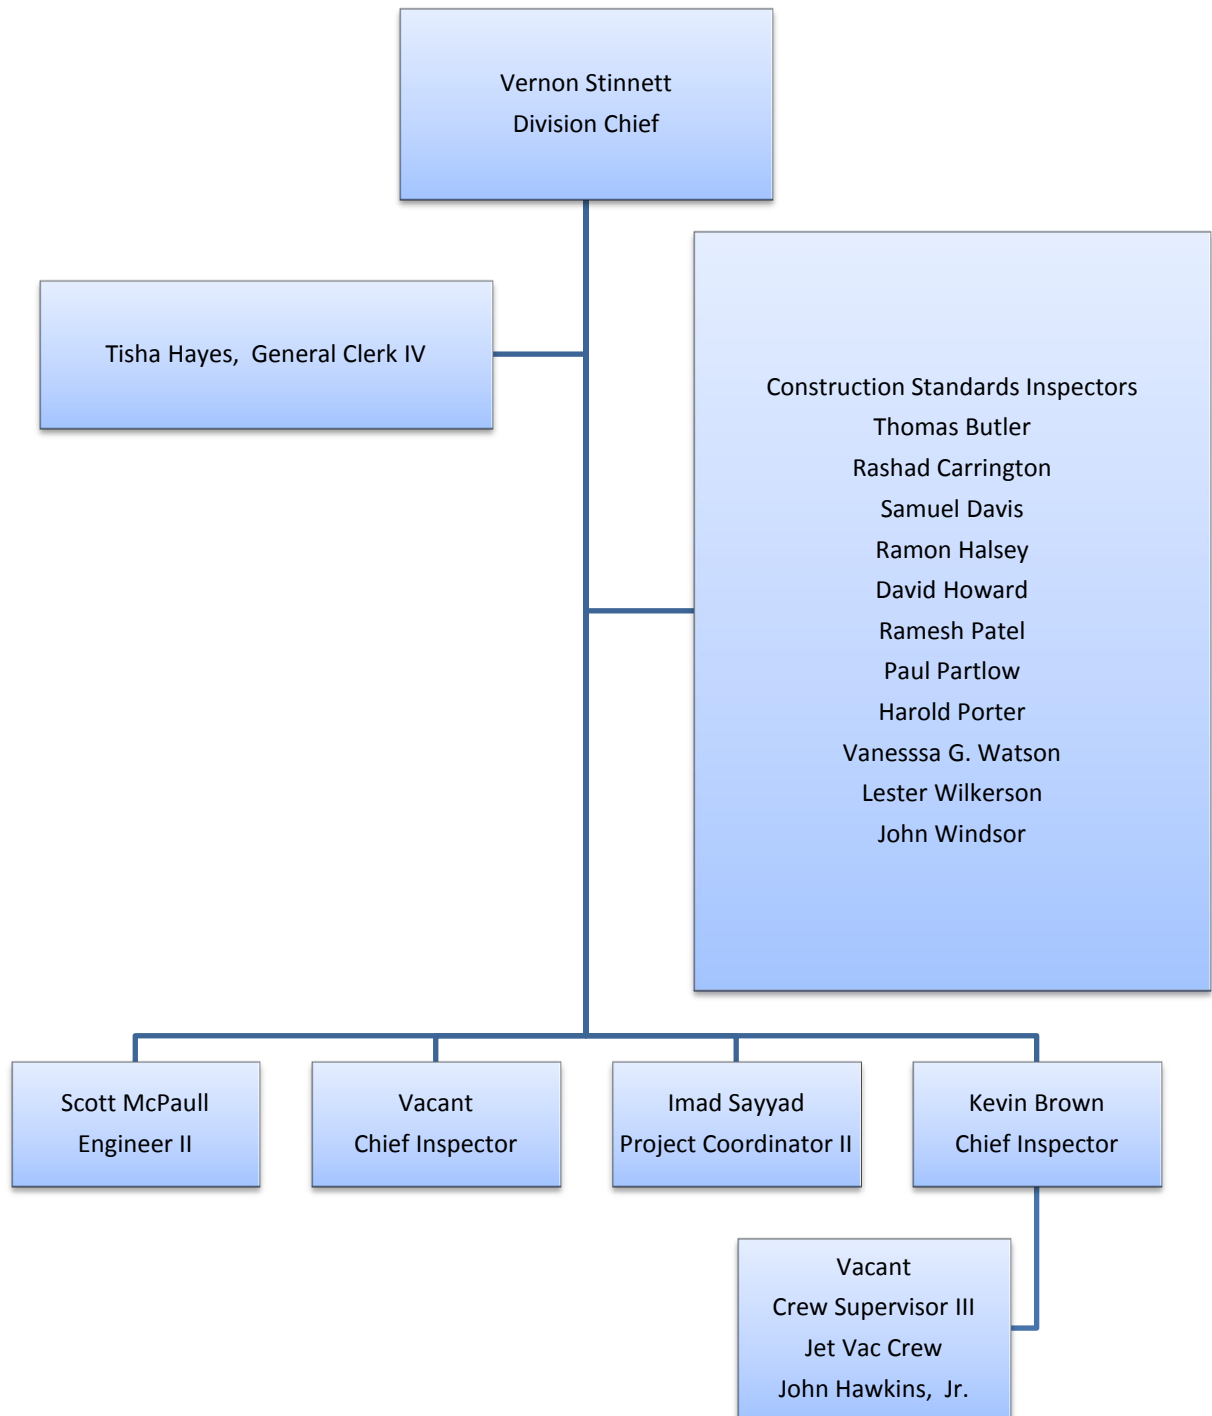 Vernon Stinnett
Division Chief
Tisha Hayes,  General Clerk IV
Construction Standards Inspectors
Thomas Butler
Rashad Carrington
Samuel Davis
Ramon Halsey
David Howard
Ramesh Patel
Paul Partlow
Harold Porter
Vanesssa G. Watson
Lester Wilkerson
John Windsor
Scott McPaull
Engineer II
Vacant
Chief Inspector
Imad Sayyad
Project Coordinator II
Kevin Brown
Chief Inspector
Vacant
Crew Supervisor III
Jet Vac Crew
John Hawkins,  Jr.